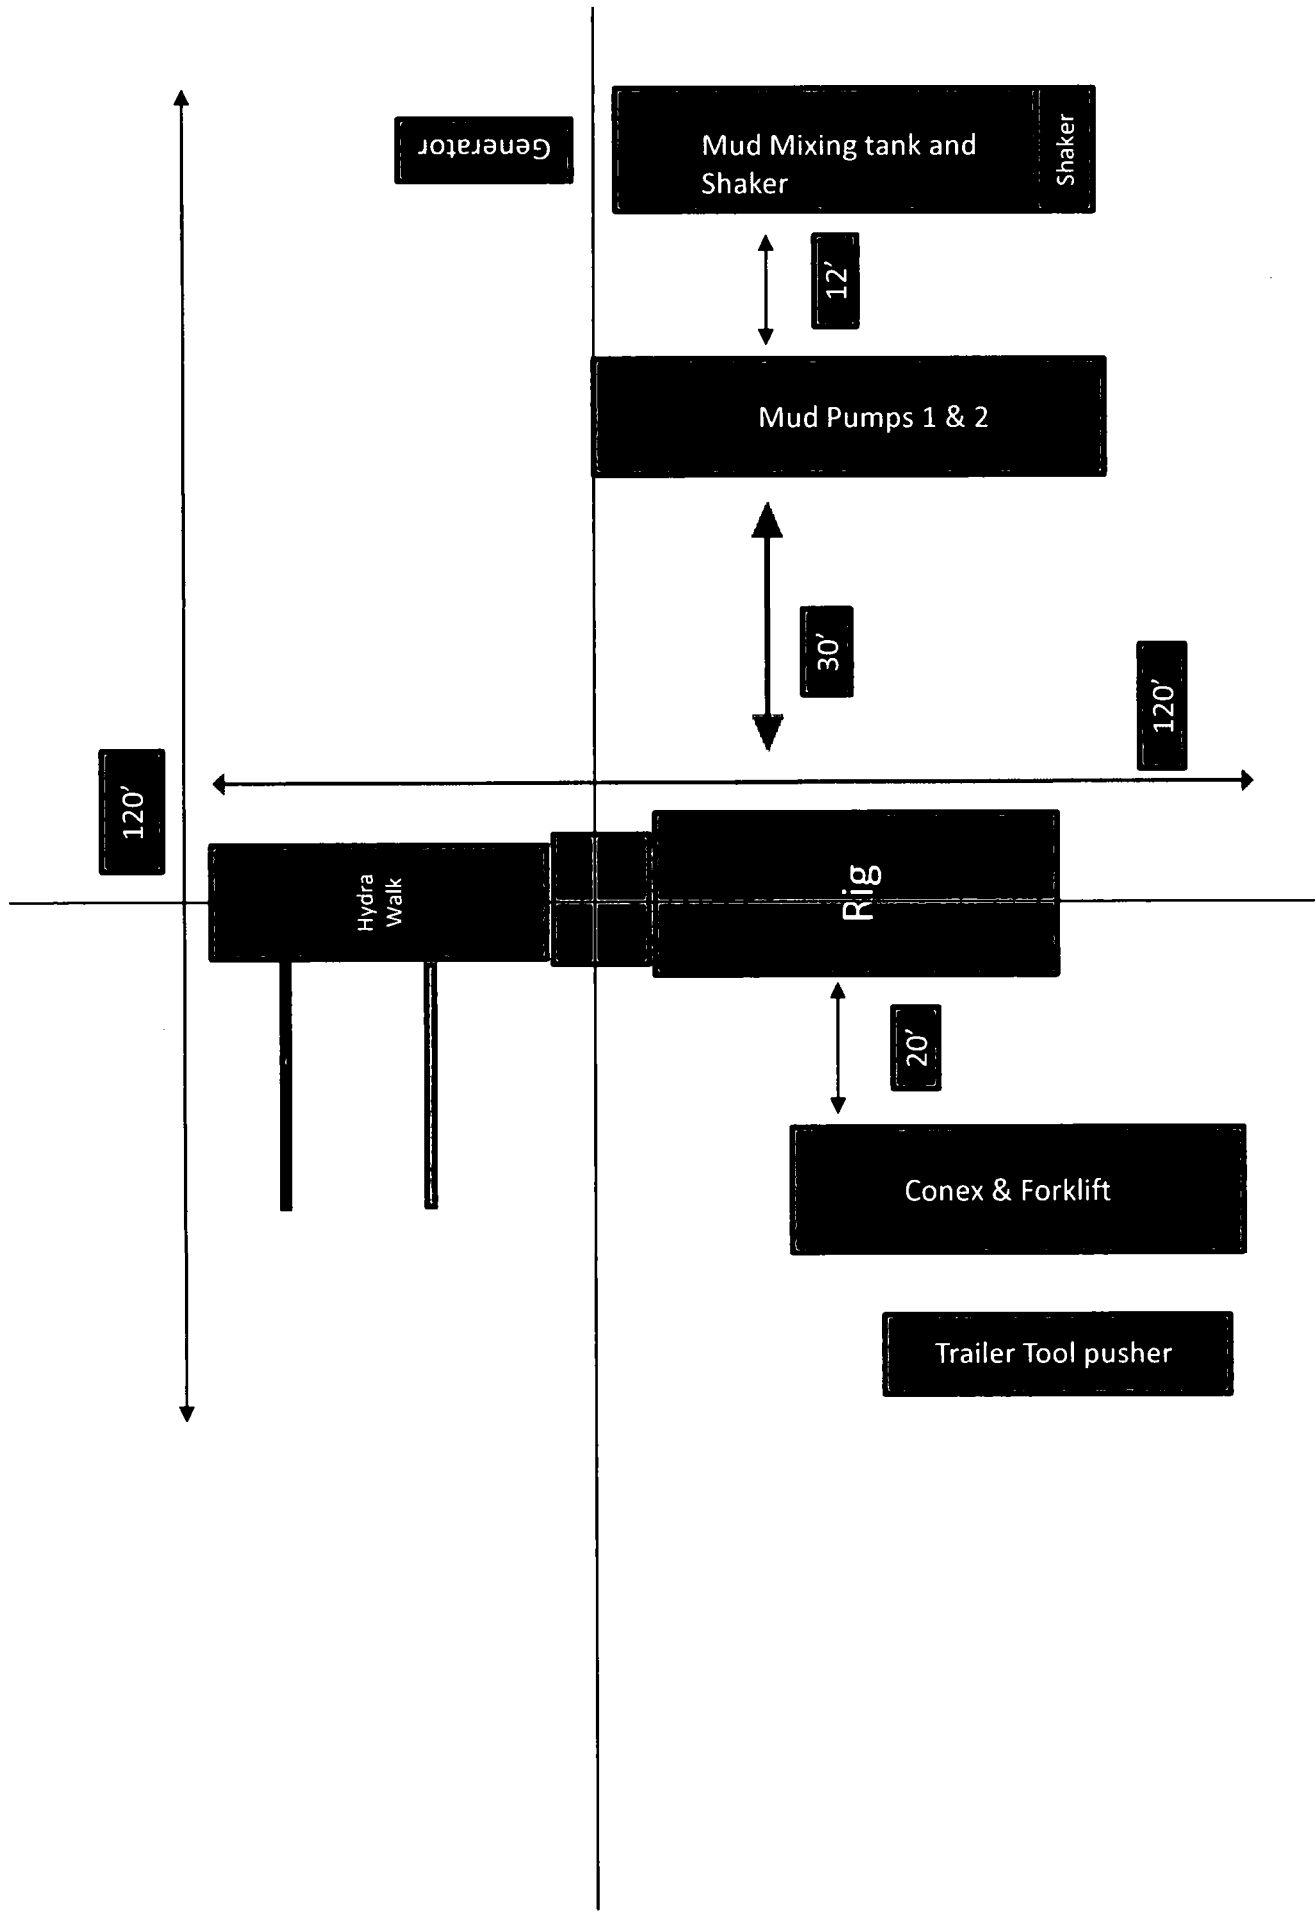 Generator
Mud Mixing tank and
Shaker
Shaker
12'
Mud Pumps 1 & 2
30'
120'
120'
Hydra
Walk
Rig
20'
Conex & Forklift
Trailer Tool pusher